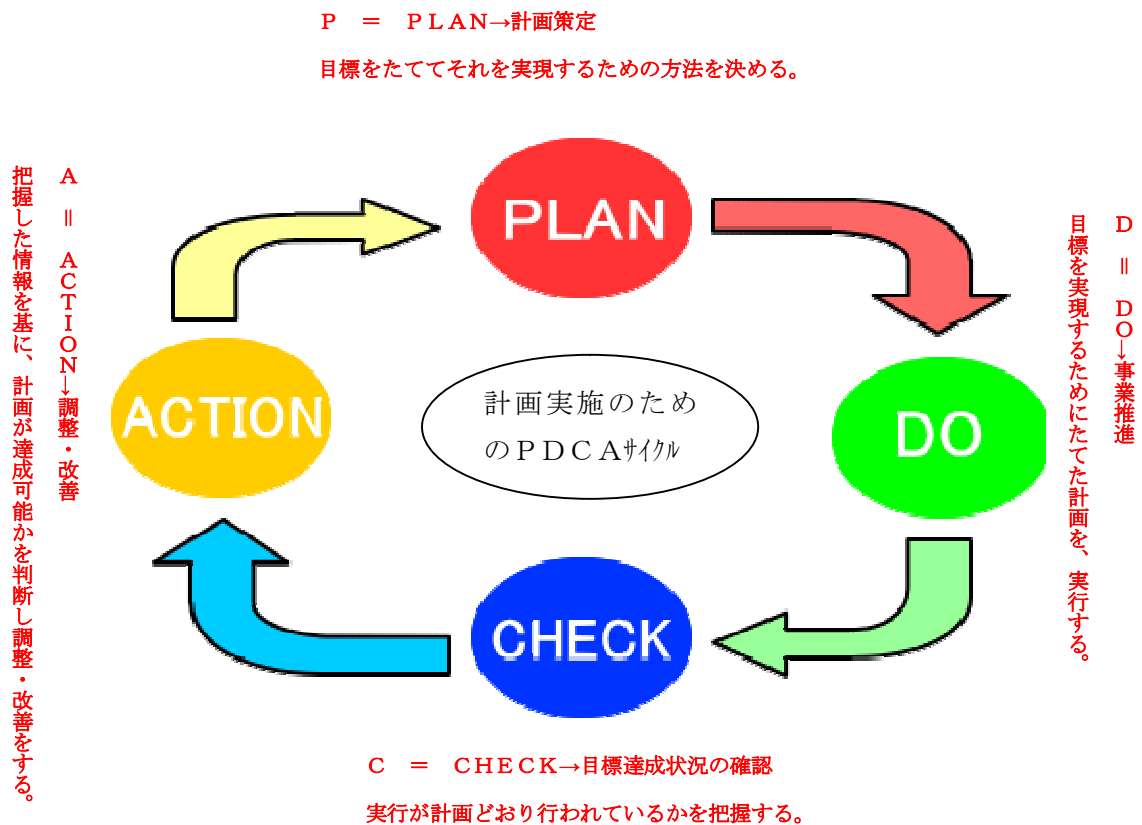 Ｐ　＝　ＰＬＡＮ→計画策定
目標をたててそれを実現するための方法を決める。
PLAN
Ｄ　＝　ＤＯ→事業推進
目標を実現するためにたてた計画を、実行する。
DO
計画実施のため
のＰＤＣＡｻｲｸﾙ
CHECK
Ｃ　＝　ＣＨＥＣＫ→目標達成状況の確認
実行が計画どおり行われているかを把握する。
ACTION
Ａ　＝　ＡＣＴＩＯＮ→調整・改善
把握した情報を基に、計画が達成可能かを判断し調整・改善をする。